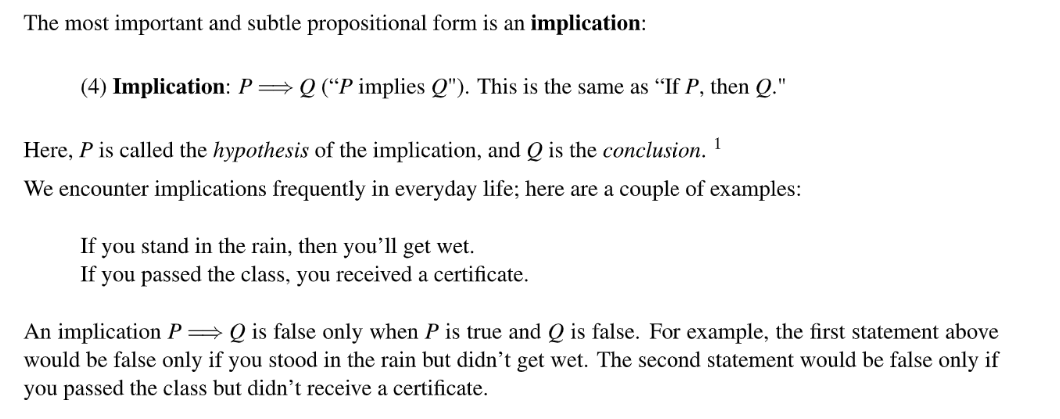 The most important and subtle propositional form is an implication:
(4) Implication: P ⟹ Q (“P implies Q"). This is the same as “If P, then Q."
Here, P is called the hypothesis of the implication, and Q is the conclusion. 1
We encounter implications frequently in everyday life; here are a couple of examples:
If you stand in the rain, then you’ll get wet.
If you passed the class, you received a certificate.
An implication P ⟹ Q is false only when P is true and Q is false. For example, the first statement above
would be false only if you stood in the rain but didn’t get wet. The second statement would be false only if
you passed the class but didn’t receive a certificate.